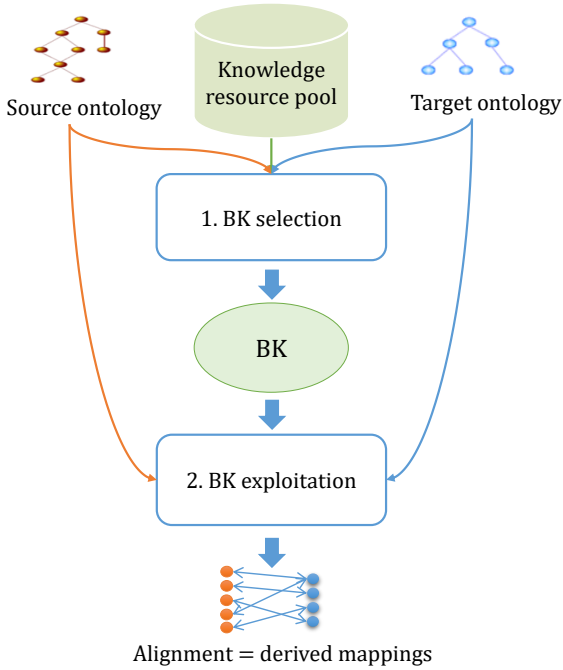 Knowledge
resource pool
Source ontology
Target ontology
1. BK selection
BK
2. BK exploitation
Alignment = derived mappings